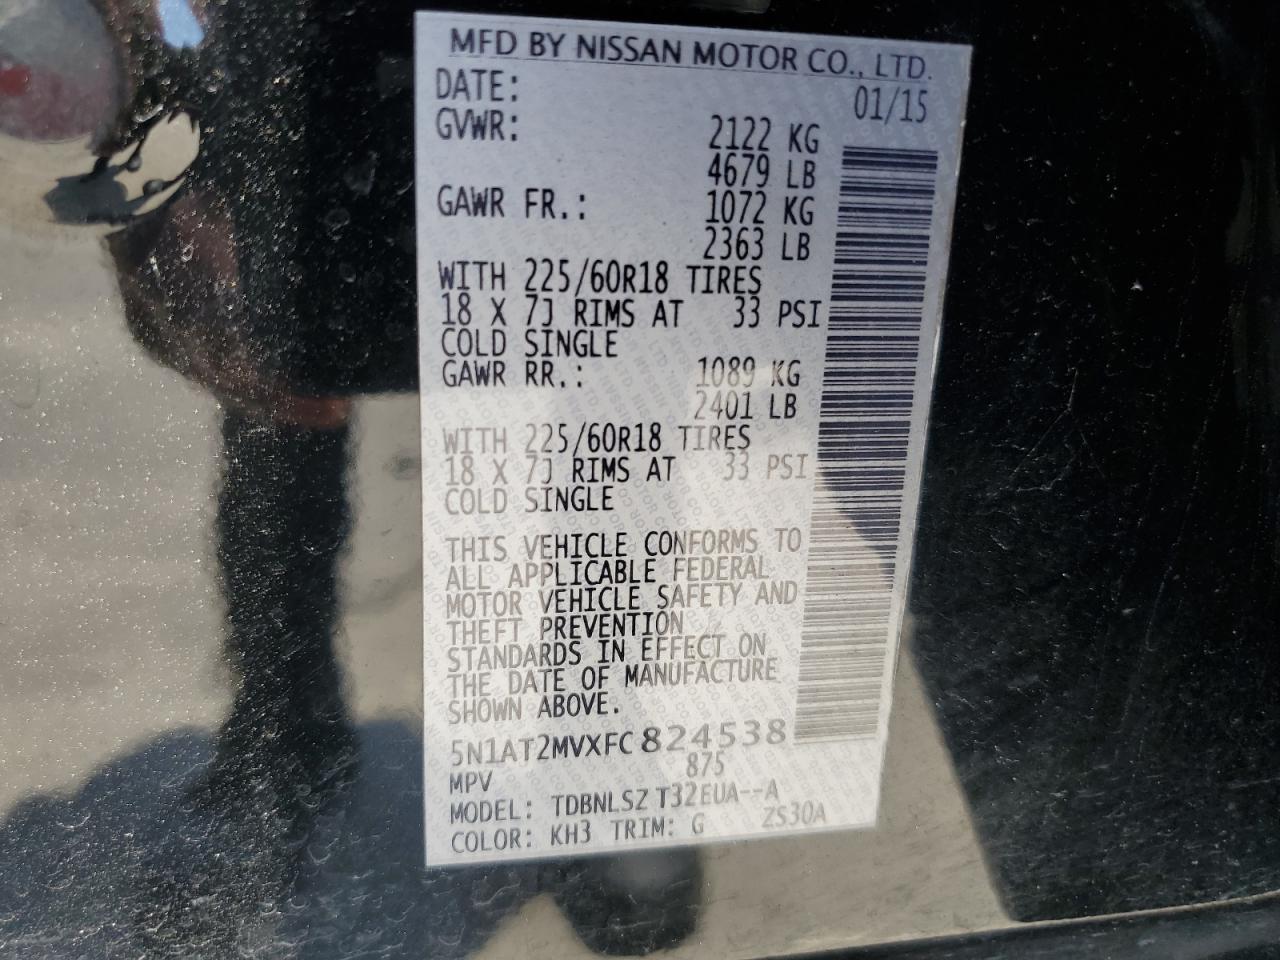 MFD BY NISSAN MOTOR CO., LTD.
DATE: 01/15
GVWR: 2122 KG
4679 LB
GAWR FR.: 1072 KG
2363 LB
WITH 225/60R18 TIRES
18 X 7J RIMS AT 33 PSI
COLD SINGLE
GAWR RR.: 1089 KG
2401 LB
WITH 225/60R18 TIRES
18 X 7J RIMS AT 33 PSI
COLD SINGLE
THIS VEHICLE CONFORMS TO
ALL APPLICABLE FEDERAL
MOTOR VEHICLE SAFETY AND
THEFT PREVENTION
STANDARDS IN EFFECT ON
THE DATE OF MANUFACTURE
SHOWN ABOVE.
5N1AT2MVXFC824538
MPV 875
MODEL: TDBNLSZ T32EUA--A
COLOR: KH3 TRIM: G ZS30A